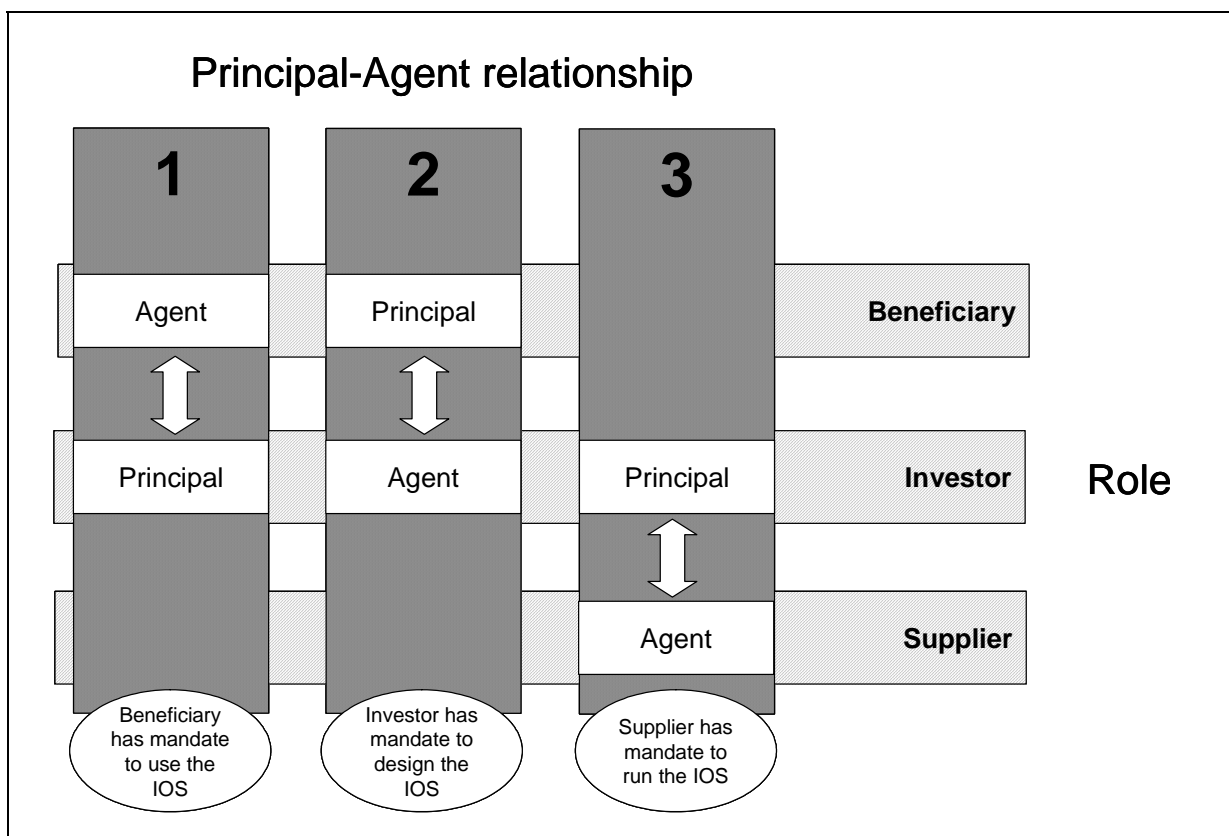 Principal-Agent relationship
1
2
3
Agent
Principal
Beneficiary
Principal
Agent
Principal
Investor
Role
Agent
Supplier
Beneficiary
has mandate
to use the
IOS
Investor has
mandate to
design the
IOS
Supplier has
mandate to
run the IOS